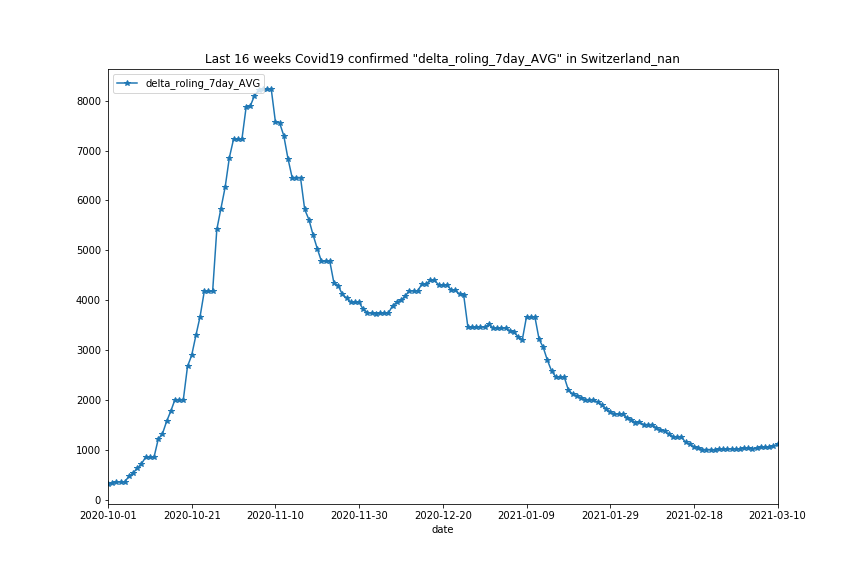 Last 16 weeks Covid19 confirmed "delta_roling_7day_AVG" in Switzerland_nan
delta_roling_7day_AVG
8000
7000
6000
5000
4000
3000
2000
1000
0
2020-10-01 2020-10-21 2020-11-10 2020-11-30 2020-12-20 2021-01-09 2021-01-29 2021-02-18 2021-03-10
date